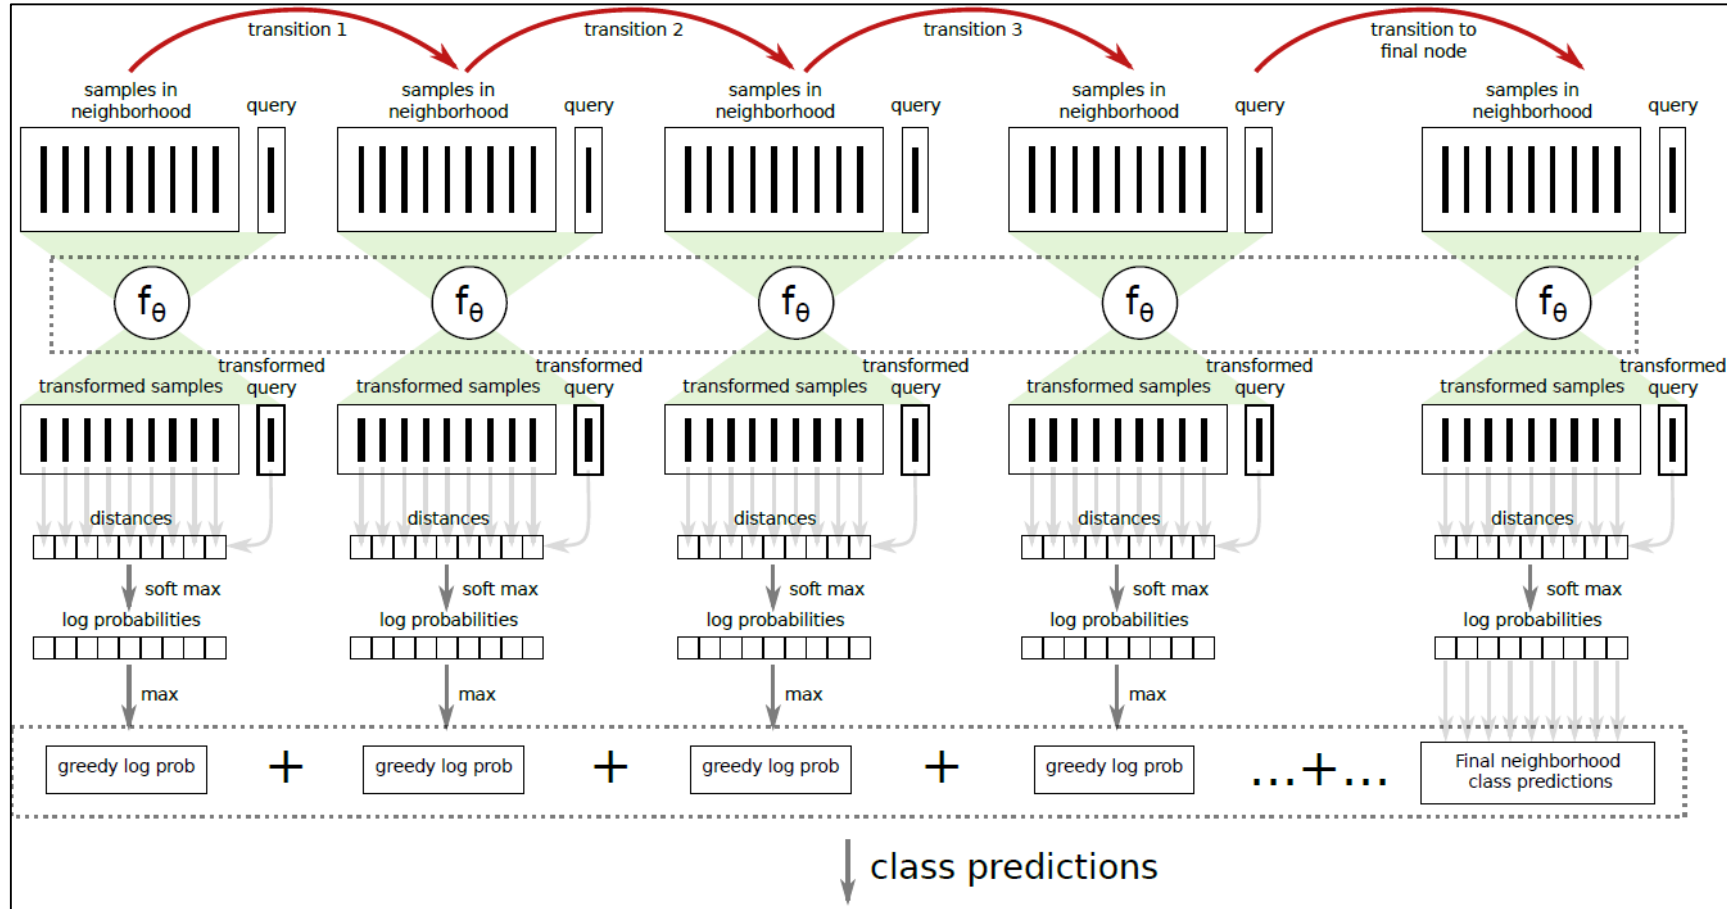 transition 1
transition 2
transition 3
transition to
final node
samples in
neighborhood
query
samples in
neighborhood
query
samples in
neighborhood
query
samples in
neighborhood
query
samples in
neighborhood
query
fθ
fθ
fθ
fθ
fθ
transformed samples
transformed
query
transformed samples
transformed
query
transformed samples
transformed
query
transformed samples
transformed
query
transformed samples
transformed
query
distances
distances
distances
distances
distances
soft max
soft max
soft max
soft max
soft max
log probabilities
log probabilities
log probabilities
log probabilities
log probabilities
max
max
max
max
greedy log prob
+
greedy log prob
+
greedy log prob
+
greedy log prob
...+...
Final neighborhood
class predictions
class predictions